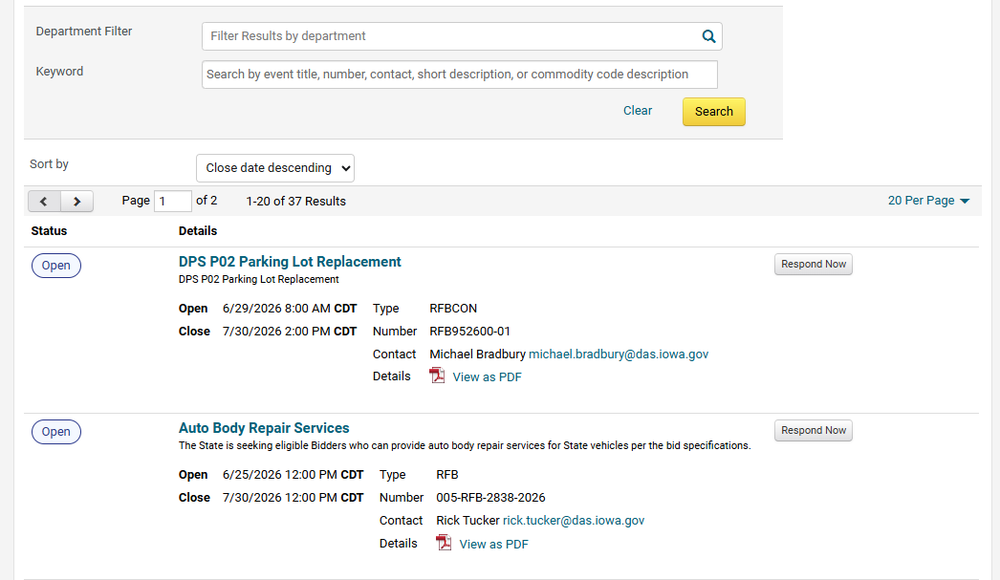 Department Filter
Filter Results by department
Keyword
Search by event title, number, contact, short description, or commodity code description
Clear
Search
Sort by
Close date descending
Page 1 of 2 1-20 of 37 Results
20 Per Page
Status Details
Open
DPS P02 Parking Lot Replacement
Respond Now
DPS P02 Parking Lot Replacement
Open 6/29/2026 8:00 AM CDT Type RFBCON
Close 7/30/2026 2:00 PM CDT Number RFB952600-01
Contact Michael Bradbury michael.bradbury@das.iowa.gov
Details View as PDF
Open
Auto Body Repair Services
Respond Now
The State is seeking eligible Bidders who can provide auto body repair services for State vehicles per the bid specifications.
Open 6/25/2026 12:00 PM CDT Type RFB
Close 7/30/2026 12:00 PM CDT Number 005-RFB-2838-2026
Contact Rick Tucker rick.tucker@das.iowa.gov
Details View as PDF